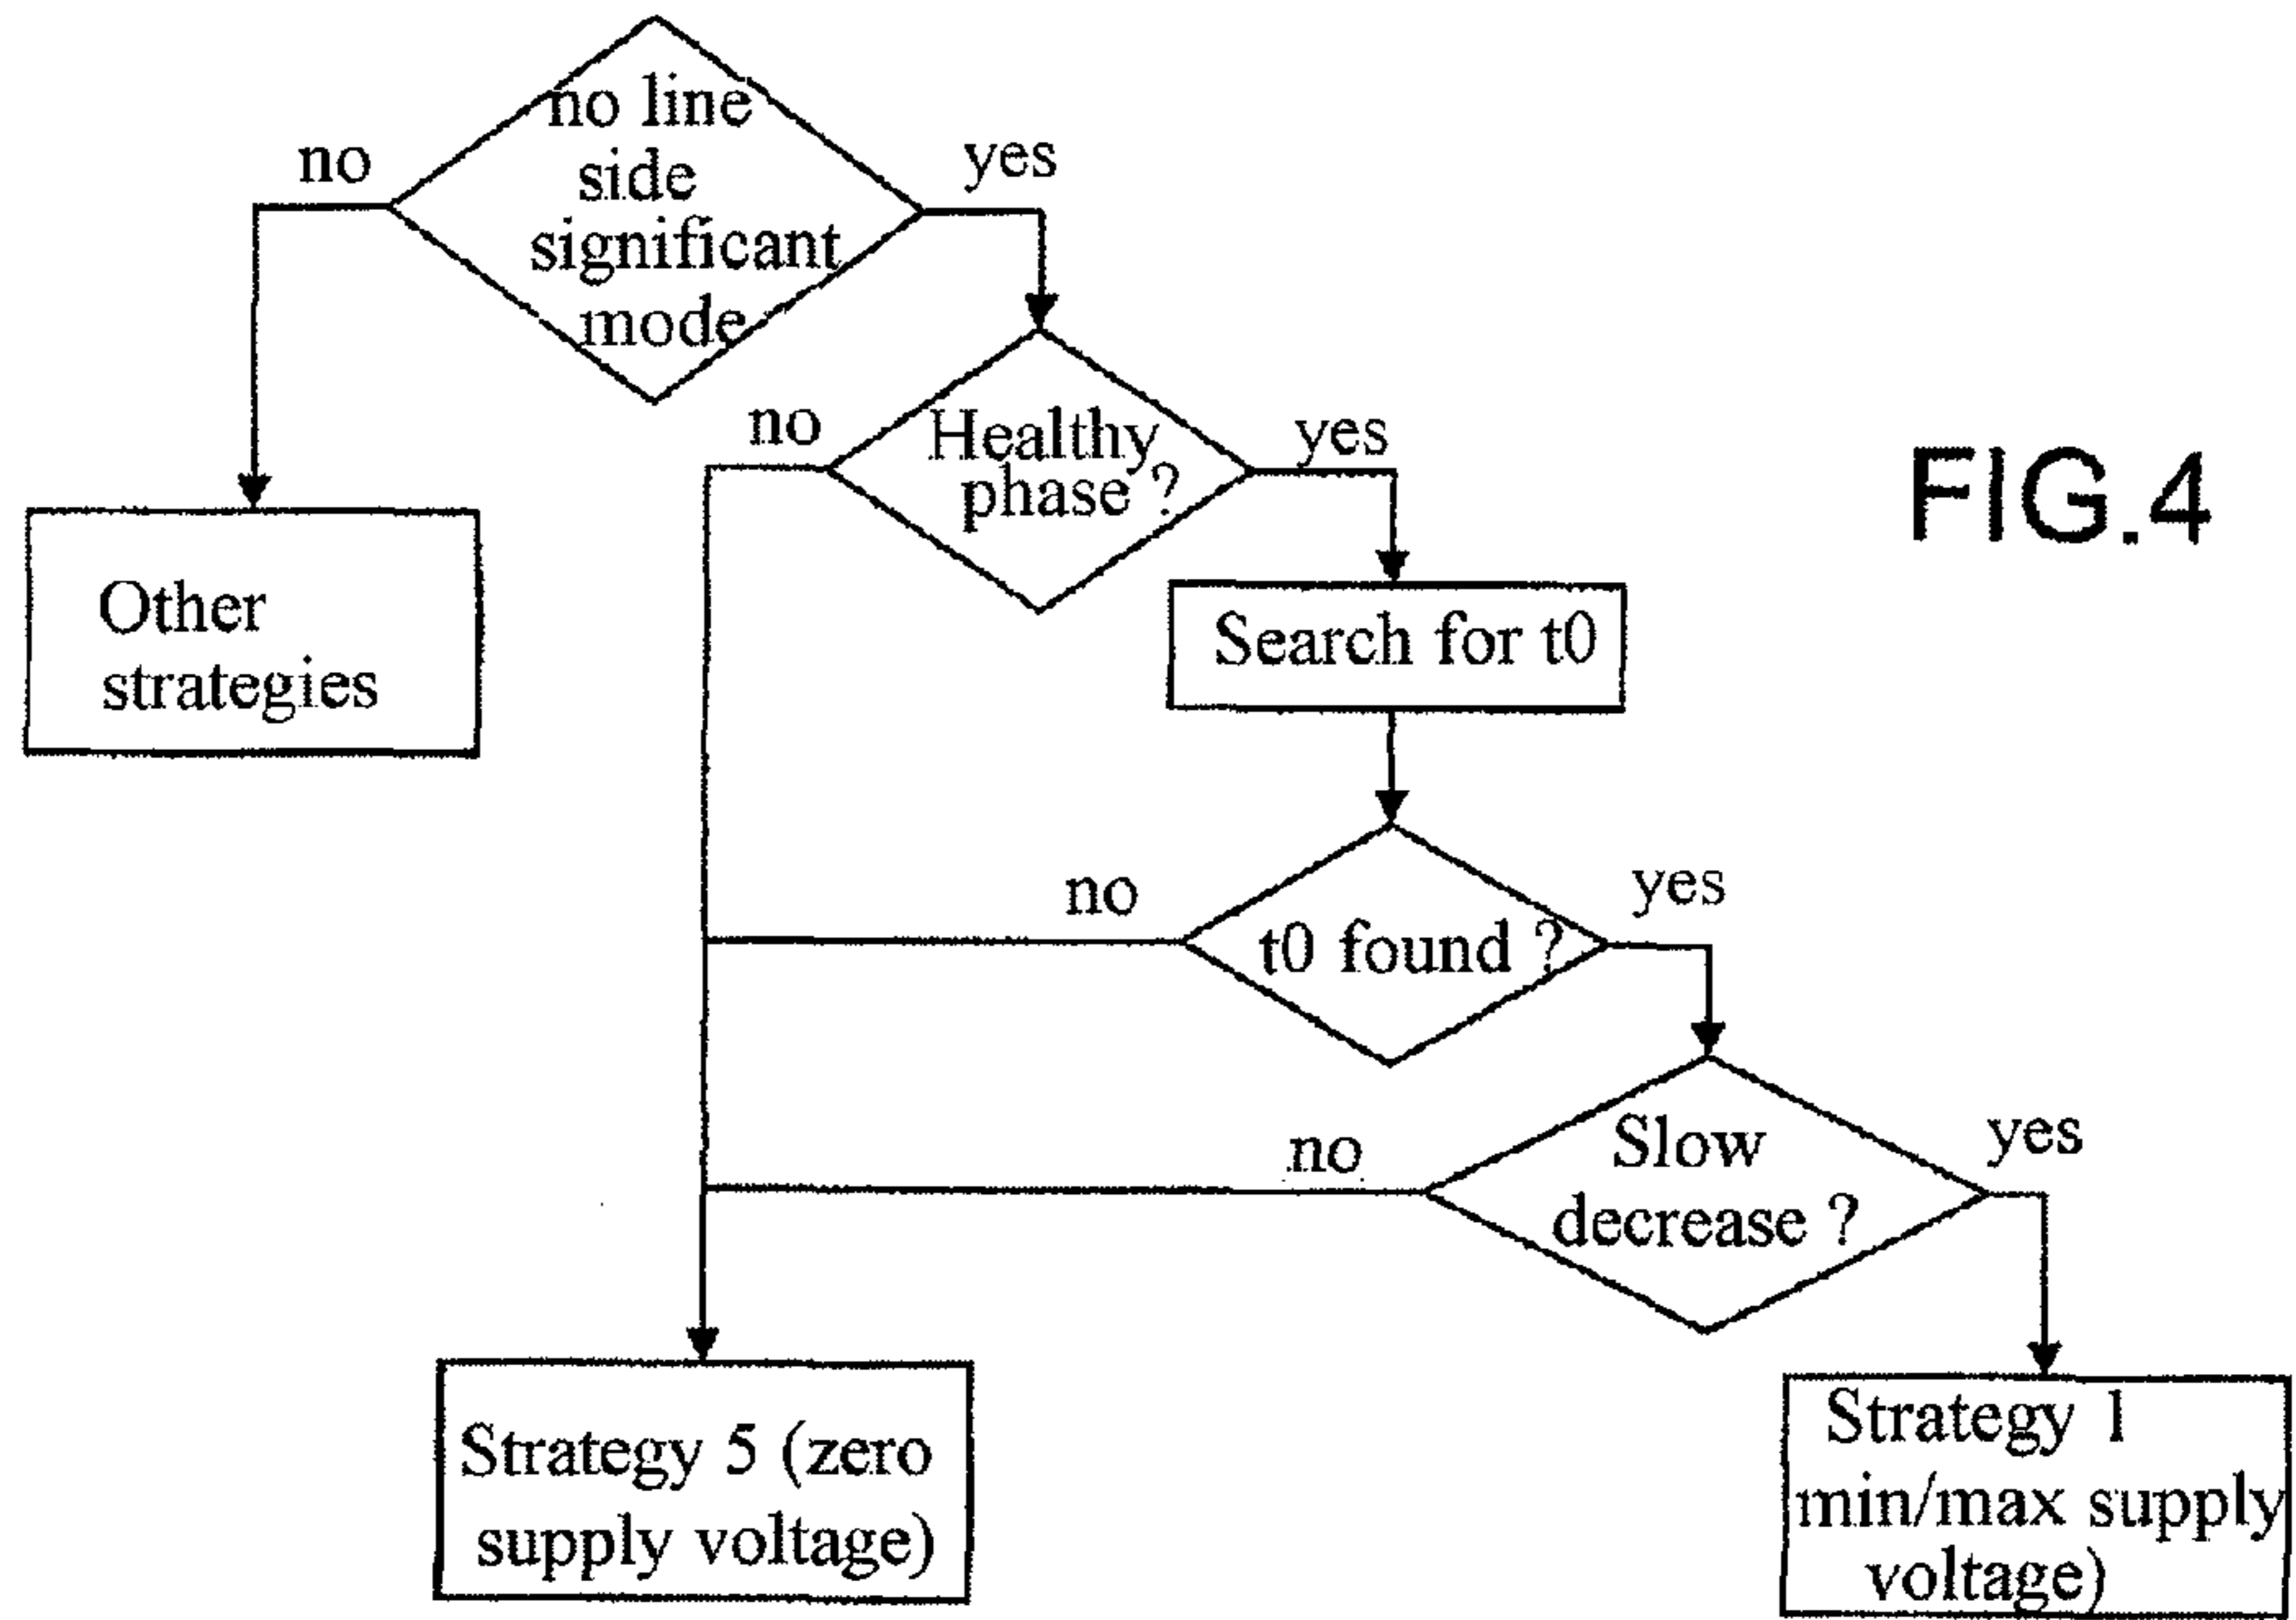 no line
side
significant
mode
no
yes
Healthy
phase ?
no
yes
FIG.4
Other
strategies
Search for t0
no
yes
t0 found ?
no
yes
Slow
decrease ?
Strategy 5 (zero
supply voltage)
Strategy 1
min/max supply
voltage)